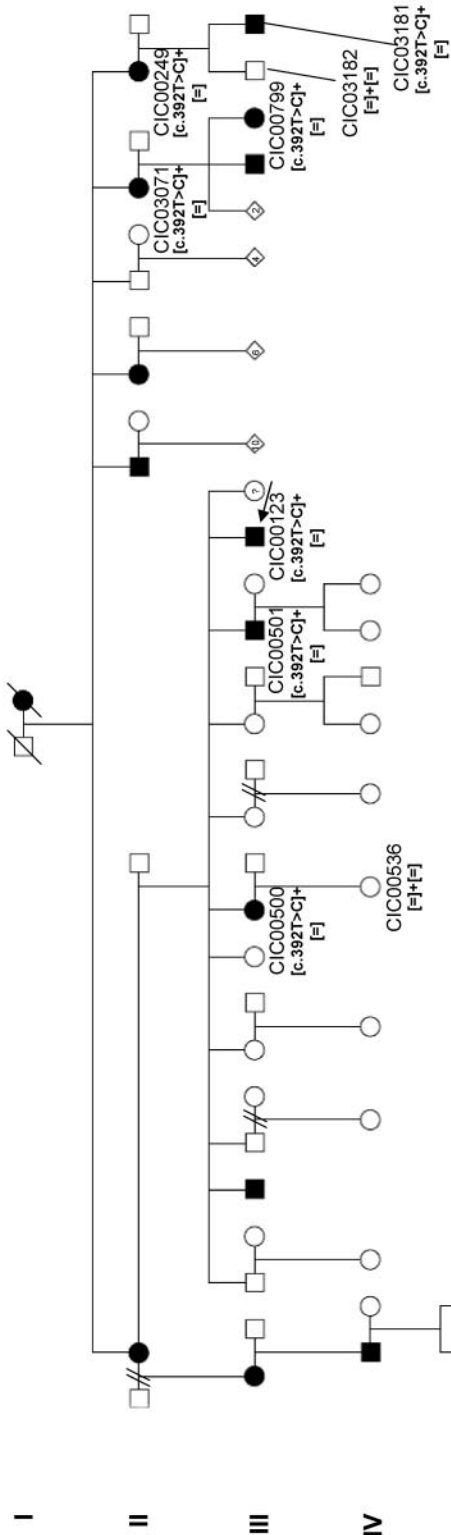 I
II
CIC03071
[c.392T>C]+
[=]
CIC00249
[c.392T>C]+
[=]
III
CIC00500
[c.392T>C]+
[=]
CIC00501
[c.392T>C]+
[=]
CIC00123
[c.392T>C]+
[=]
?
10
6
4
2
CIC00799
[c.392T>C]+
[=]
CIC03182
[=]+[=]
CIC03181
[c.392T>C]+
[=]
IV
CIC00536
[=]+[=]